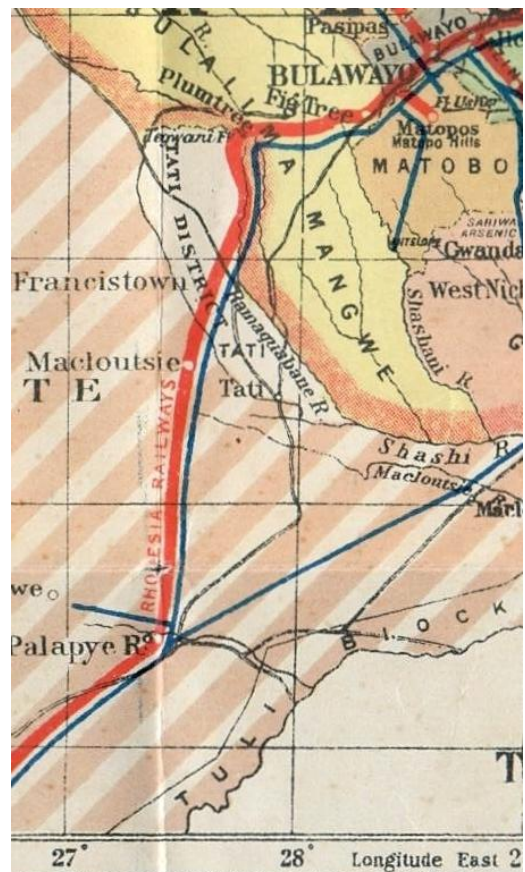 Pasipas
BULAWAYO
BULALIMA
R.
BULAWAYO
Plumtree
Fig Tree
Matopos
Matopo Hills
Tegwani R.
MATOBO
TATI DISTRICT
MANGWE
SABIWA
ARSENIC
Gwanda
Francistown
West Nich
G
Ramaquabane R.
Shashani R.
Macloutsie
TATI
T E
Tati
RHODESIA RAILWAYS
Shashi R
Macloutsie R.
Macl
we
Palapye Rd.
TULI BLOCK
T
27°
28°
Longitude East 2